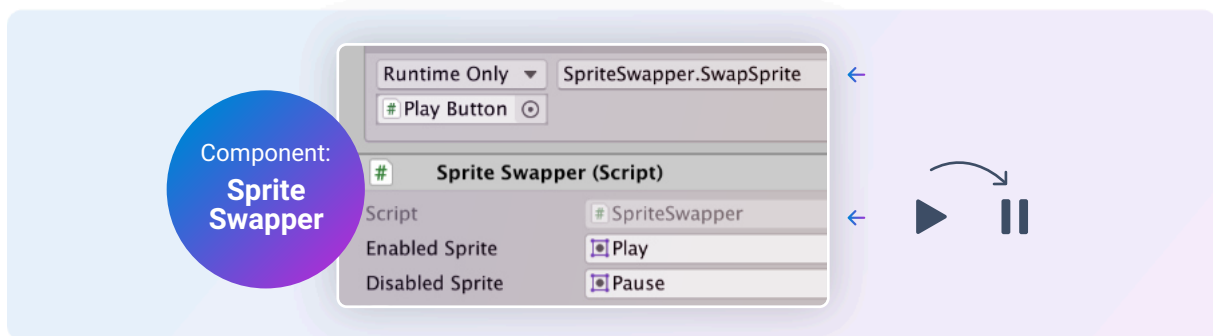 Component:
Sprite
Swapper
Runtime Only SpriteSwapper.SwapSprite
# Play Button
# Sprite Swapper (Script)
Script # SpriteSwapper
Enabled Sprite Play
Disabled Sprite Pause